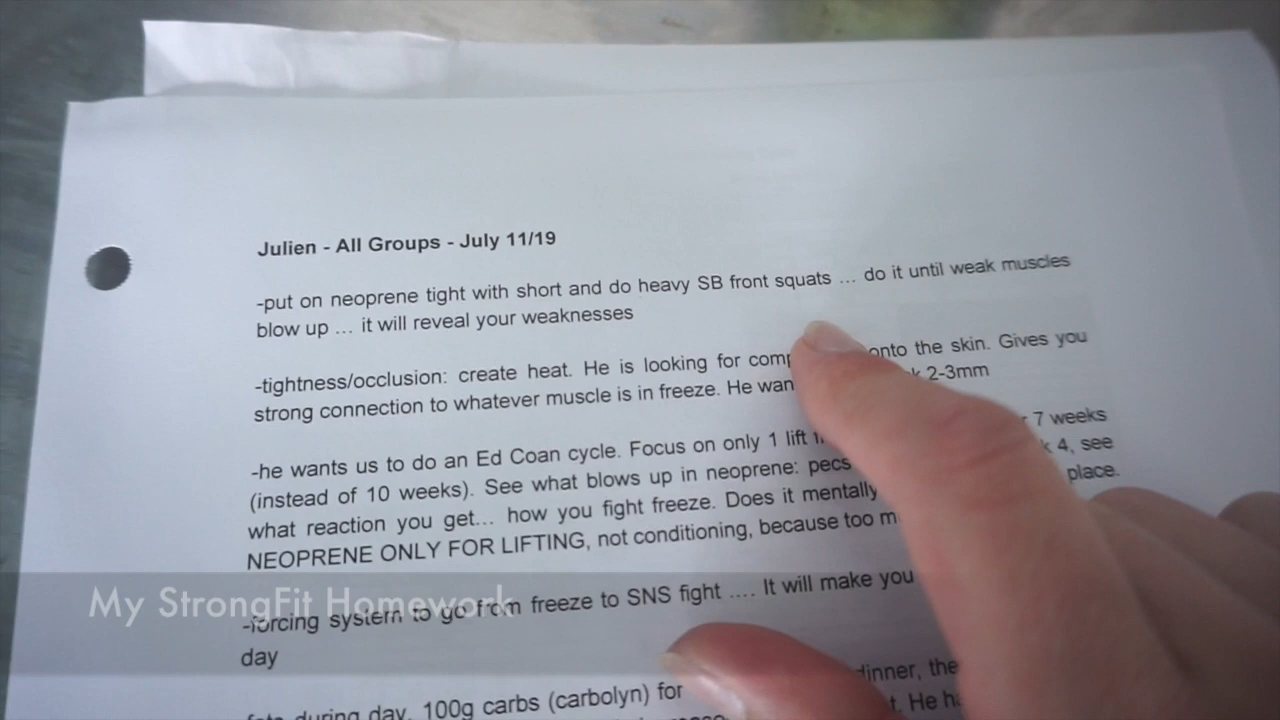 Julien - All Groups - July 11/19
-put on neoprene tight with short and do heavy SB front squats ... do it until weak muscles
blow up ... it will reveal your weaknesses
-tightness/occlusion: create heat. He is looking for onto the skin. Gives you
strong connection to whatever muscle is in freeze. He 2-3mm
-he wants us to do an Ed Coan cycle. Focus on only 1 lift 7 weeks
(instead of 10 weeks). See what blows up in neoprene: pecs 4, see
what reaction you get... how you fight freeze. Does it mentally place.
NEOPRENE ONLY FOR LIFTING, not conditioning, because too
-forcing system to go from freeze to SNS fight .... It will make you
day
My StrongFit Homework
during day, 100g carbs (carbolyn) for dinner, the
He